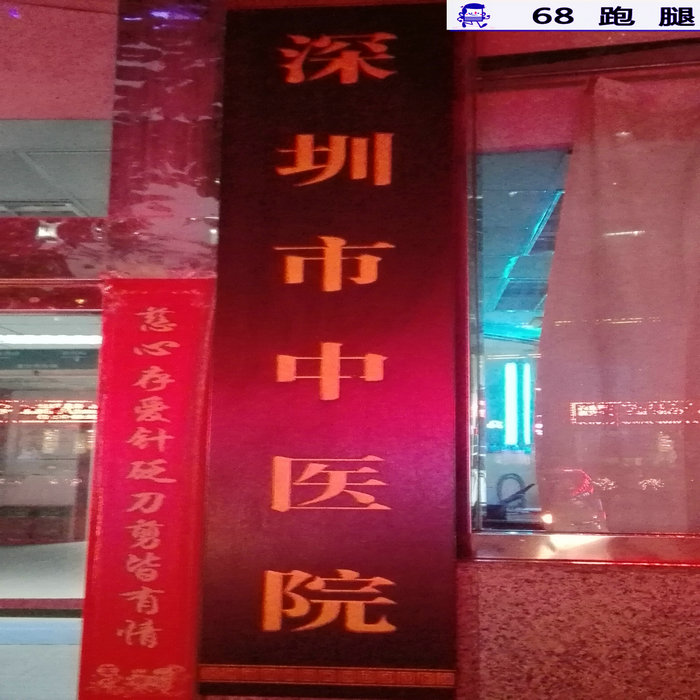 68 跑 腿
深圳市中医院
慈心存爱针砭刀剪皆有情